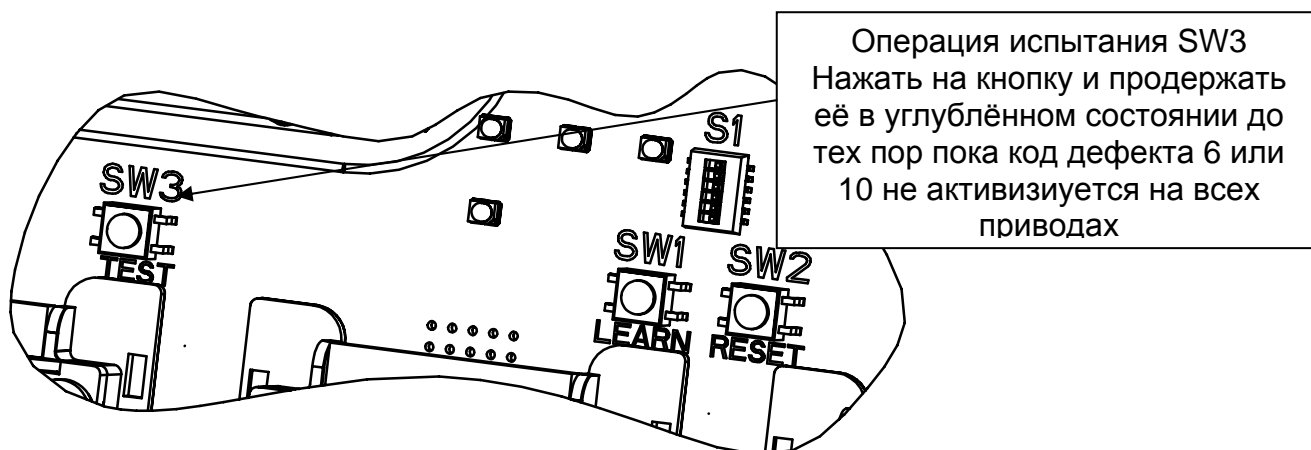 Операция испытания SW3
Нажать на кнопку и продержать
её в углублённом состоянии до
тех пор пока код дефекта 6 или
10 не активизиуется на всех
приводах
S1
SW3
TEST
SW1
LEARN
SW2
RESET